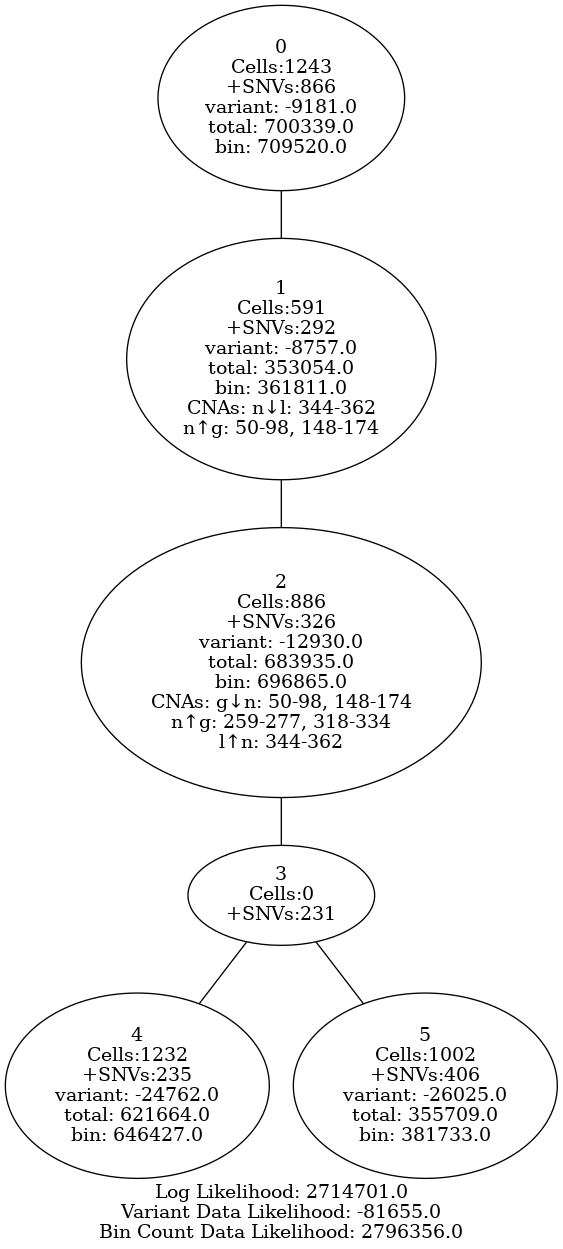 0
Cells:1243
+SNVs:866
variant: -9181.0
total: 700339.0
bin: 709520.0
1
Cells:591
+SNVs:292
variant: -8757.0
total: 353054.0
bin: 361811.0
CNAs: n↓l: 344-362
n↑g: 50-98, 148-174
2
Cells:886
+SNVs:326
variant: -12930.0
total: 683935.0
bin: 696865.0
CNAs: g↓n: 50-98, 148-174
n↑g: 259-277, 318-334
l↑n: 344-362
3
Cells:0
+SNVs:231
4
Cells:1232
+SNVs:235
variant: -24762.0
total: 621664.0
bin: 646427.0
5
Cells:1002
+SNVs:406
variant: -26025.0
total: 355709.0
bin: 381733.0
Log Likelihood: 2714701.0
Variant Data Likelihood: -81655.0
Bin Count Data Likelihood: 2796356.0